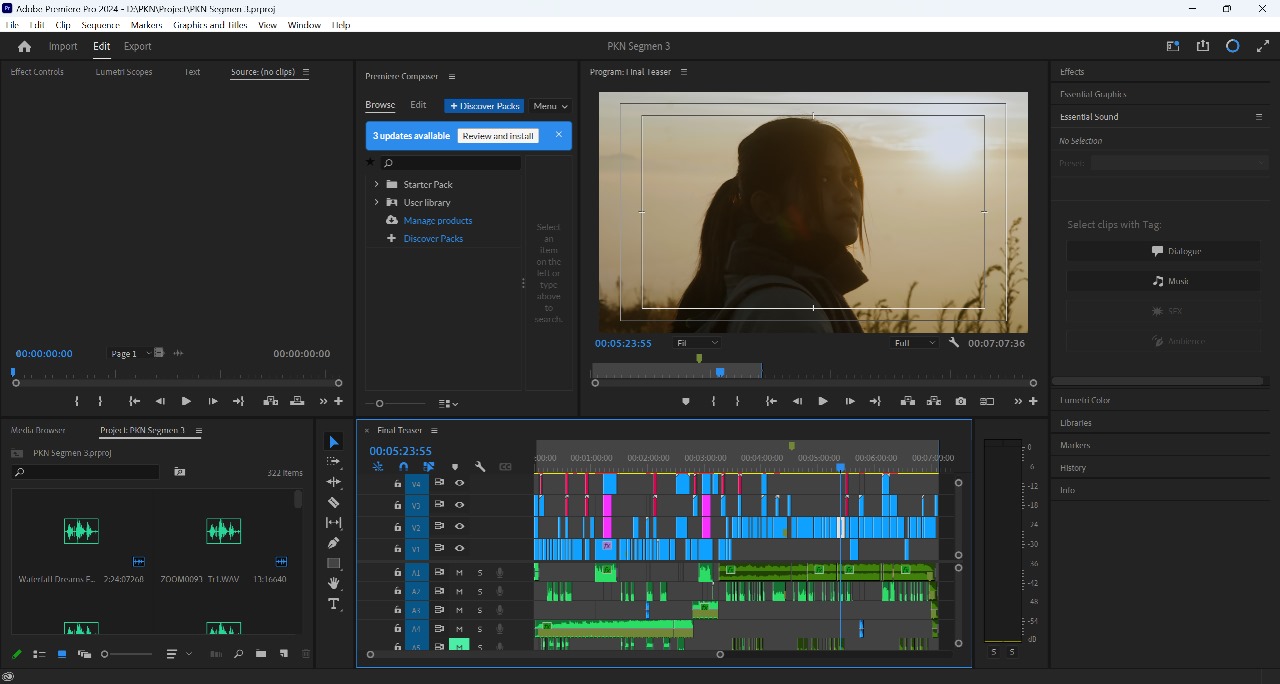 Adobe Premiere Pro 2024 - D:\PKN\Project\PKN Segmen 3.prproj
File Edit Clip Sequence Markers Graphics and Titles View Window Help
Import Edit Export
PKN Segmen 3
Effect Controls Lumetri Scopes Text Source: (no clips)
Premiere Composer
Browse Edit + Discover Packs Menu
3 updates available Review and install
Starter Pack
User library
Manage products
Discover Packs
Select
an
item
on the
left or
type
above
to
search.
00:00:00:00 Page 1 00:00:00:00
Program: Final Teaser
00:05:23:55 Fit Full 00:07:07:36
Effects
Essential Graphics
Essential Sound
No Selection
Preset:
Select clips with Tag:
Dialogue
Music
SFX
Ambience
Lumetri Color
Libraries
Markers
History
Info
Media Browser Project: PKN Segmen 3
PKN Segmen 3.prproj
322 Items
Waterfall Dreams E... 2:24:07268 ZOOM0093_Tr1.WAV 13:16640
Final Teaser
00:05:23:55
:00:00 00:01:00:00 00:02:00:00 00:03:00:00 00:04:00:00 00:05:00:00 00:06:00:00 00:07:00:00
V4
V3
V2
V1 fx
A1 M S
A2 M S
A3 M S
A4 M S
A5 M S
0
-6
-12
-18
-24
-30
-36
-42
-48
-54
dB
S S